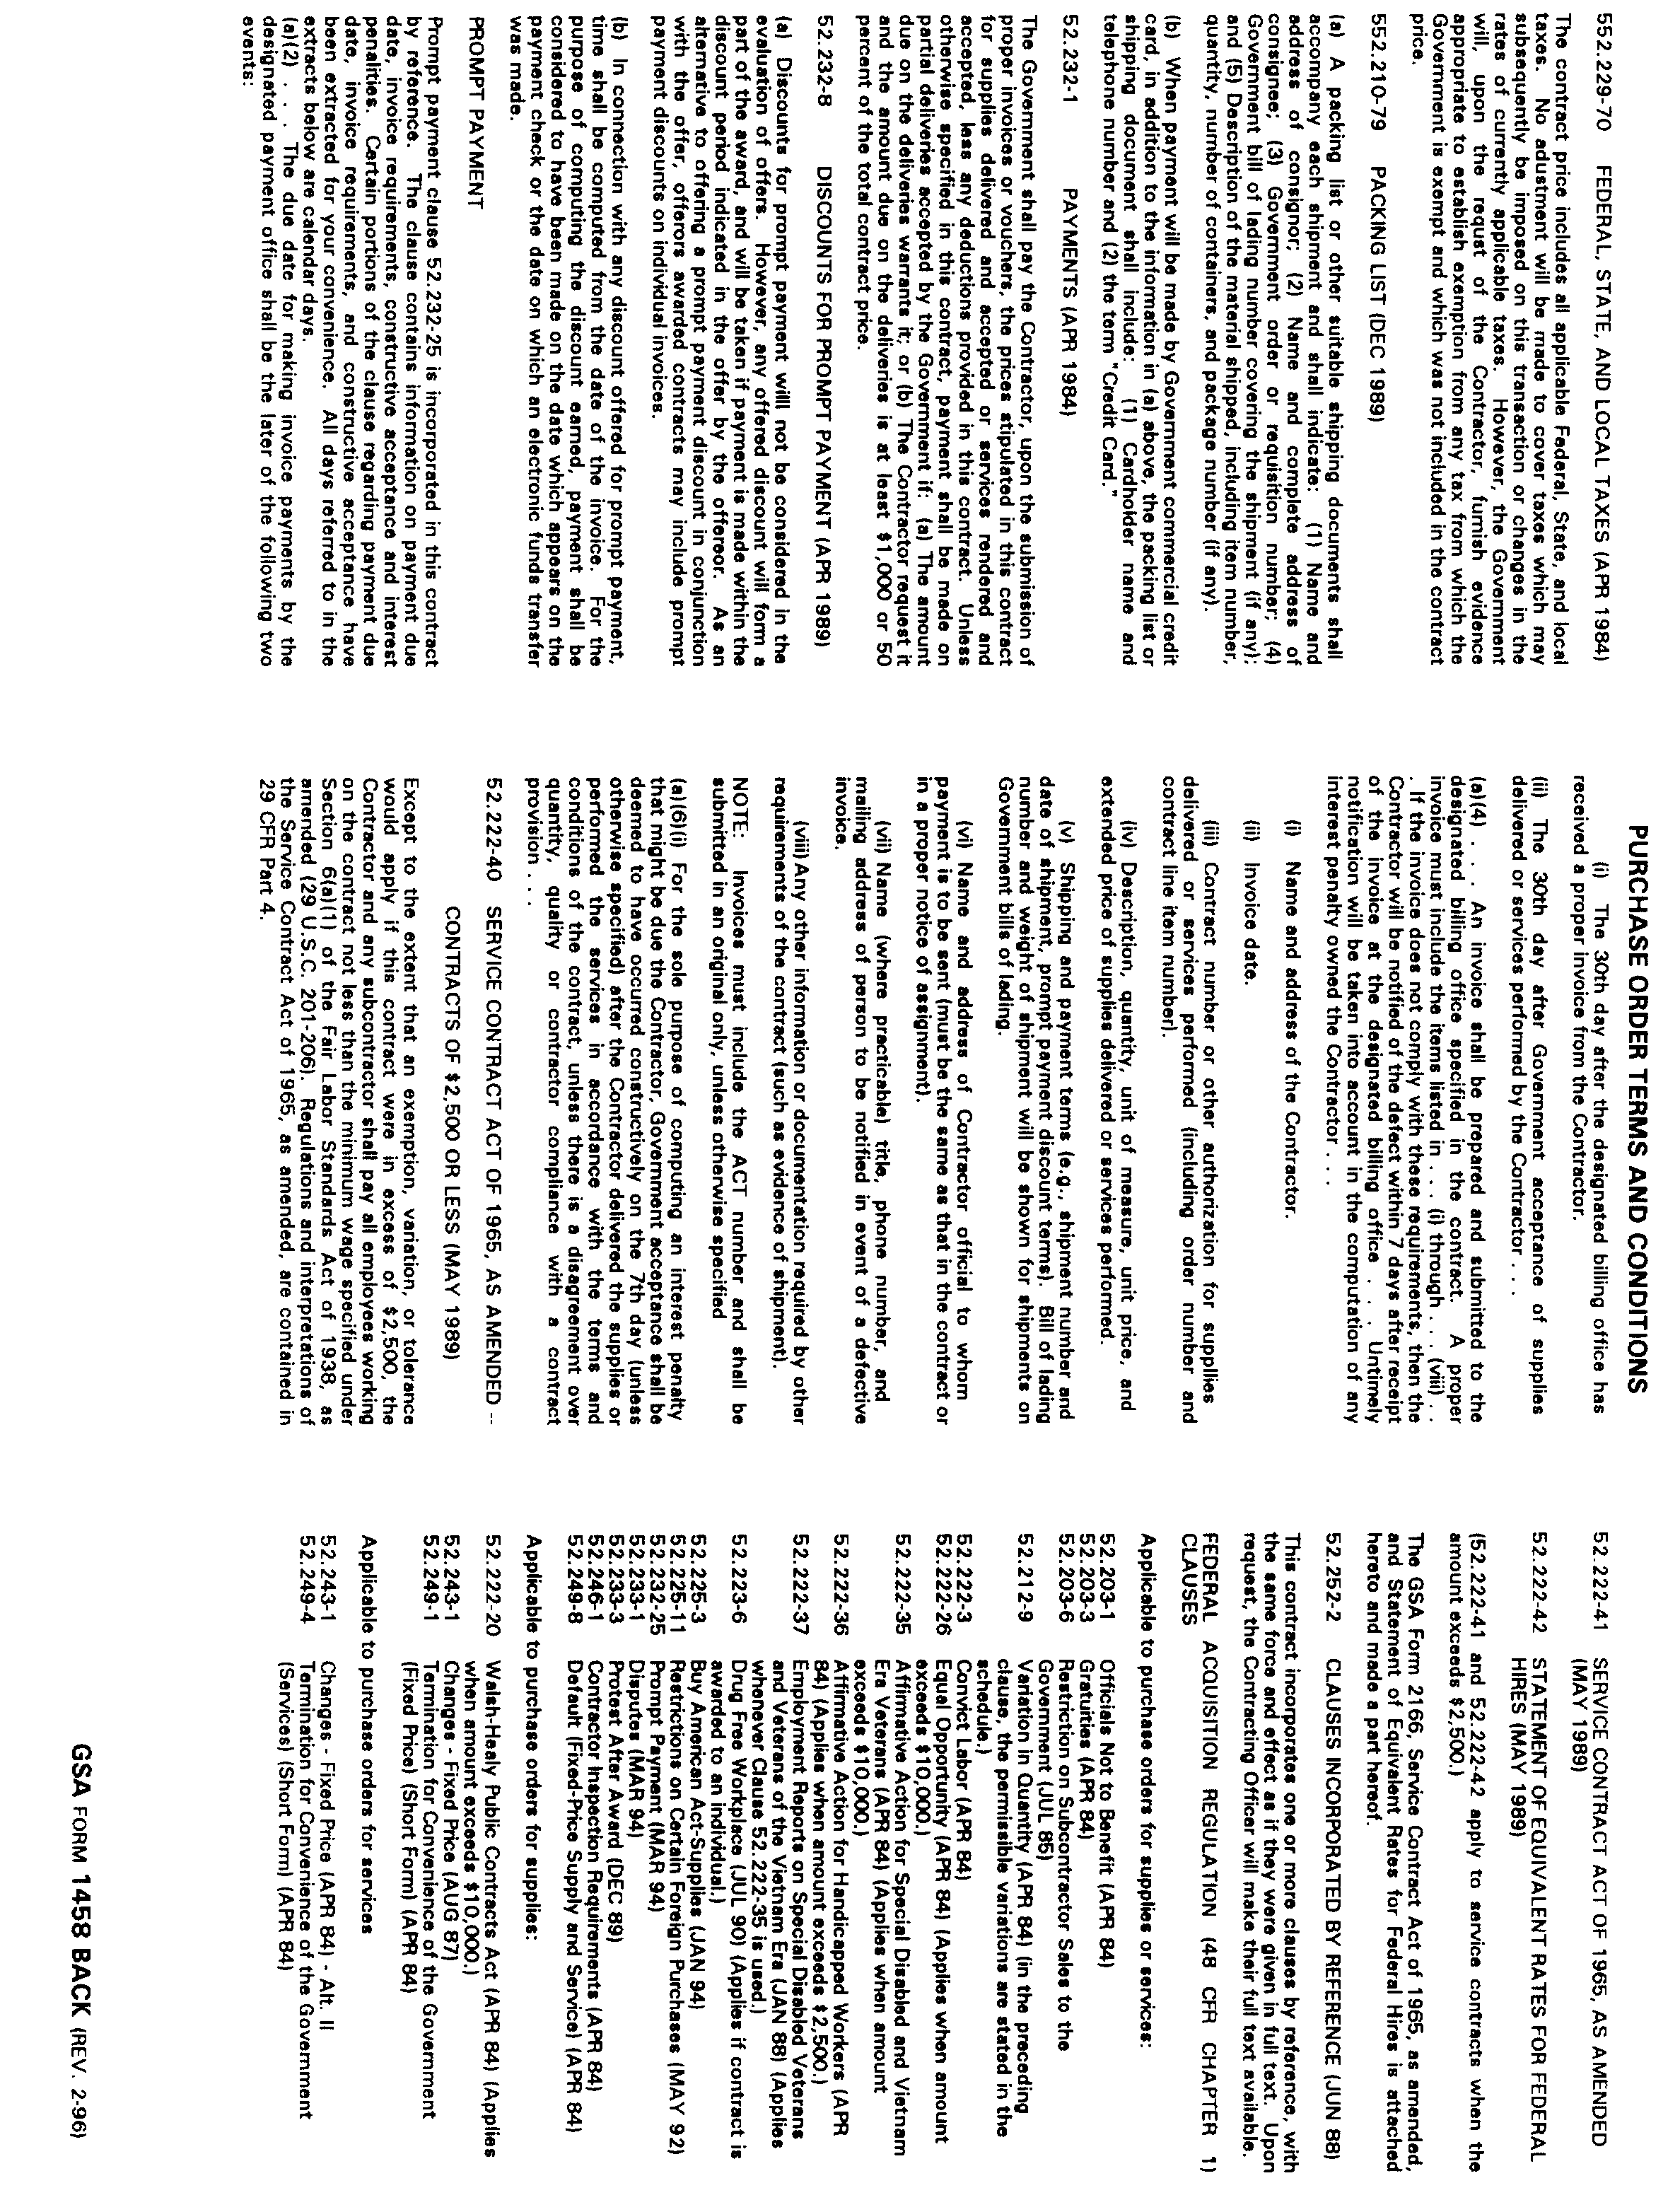 PURCHASE ORDER TERMS AND CONDITIONS
552.229-70 FEDERAL, STATE, AND LOCAL TAXES (APR 1984)
The contract price includes all applicable Federal, State, and local
taxes. No adustment will be made to cover taxes which may
subsequently be imposed on this transaction or changes in the
rates of currently applicable taxes. However, the Government
will, upon the requst of the Contractor, furnish evidence
appropriate to establish exemption from any tax from which the
Government is exempt and which was not included in the contract
price.
552.210-79 PACKING LIST (DEC 1989)
(a) A packing list or other suitable shipping documents shall
accompany each shipment and shall indicate: (1) Name and
address of consignor; (2) Name and complete address of
consignee; (3) Government order or requisition number; (4)
Government bill of lading number covering the shipment (if any);
and (5) Description of the material shipped, including item number,
quantity, number of containers, and package number (if any).
(b) When payment will be made by Government commercial credit
card, in addition to the information in (a) above, the packing list or
shipping document shall include: (1) Cardholder name and
telephone number and (2) the term "Credit Card."
52.232-1 PAYMENTS (APR 1984)
The Government shall pay the Contractor, upon the submission of
proper invoices or vouchers, the prices stipulated in this contract
for supplies delivered and accepted or services rendered and
accepted, less any deductions provided in this contract. Unless
otherwise specified in this contract, payment shall be made on
partial deliveries accepted by the Government if: (a) The amount
due on the deliveries warrants it; or (b) The Contractor request it
and the amount due on the deliveries is at least $1,000 or 50
percent of the total contract price.
52.232-8 DISCOUNTS FOR PROMPT PAYMENT (APR 1989)
(a) Discounts for prompt payment willl not be considered in the
evaluation of offers. However, any offered discount will form a
part of the award, and will be taken if payment is made within the
discount period indicated in the offer by the offeror. As an
alternative to offering a prompt payment discount in conjunction
with the offer, offerors awarded contracts may include prompt
payment discounts on individual invoices.
(b) In connection with any discount offered for prompt payment,
time shall be computed from the date of the invoice. For the
purpose of computing the discount earned, payment shall be
considered to have been made on the date which appears on the
payment check or the date on which an electronic funds transfer
was made.
PROMPT PAYMENT
Prompt payment clause 52.232-25 is incorporated in this contract
by reference. The clause contains information on payment due
date, invoice requirements, constructive acceptance and interest
penalities. Certain portions of the clause regarding payment due
date, invoice requirements, and constructive acceptance have
been extracted for your convenience. All days referred to in the
extracts below are calendar days.
(a)(2) . . . The due date for making invoice payments by the
designated payment office shall be the later of the following two
events:
(i) The 30th day after the designated billing office has
received a proper invoice from the Contractor.
(ii) The 30th day after Government acceptance of supplies
delivered or services performed by the Contractor . . .
(a)(4) . . . An invoice shall be prepared and submitted to the
designated billing office specified in the contract. A proper
invoice must include the items listed in . . . (i) through . . . (viii) . .
. If the invoice does not comply with these requirements, then the
Contractor will be notified of the defect within 7 days after receipt
of the invoice at the designated billing office . . . Untimely
notification will be taken into account in the computation of any
interest penalty owned the Contractor . . .
(i) Name and address of the Contractor.
(ii) Invoice date.
(iii) Contract number or other authorization for supplies
delivered or services performed (including order number and
contract line item number).
(iv) Description, quantity, unit of measure, unit price, and
extended price of supplies delivered or services performed.
(v) Shipping and payment terms (e.g., shipment number and
date of shipment, prompt payment discount terms). Bill of lading
number and weight of shipment will be shown for shipments on
Government bills of lading.
(vi) Name and address of Contractor official to whom
payment is to be sent (must be the same as that in the contract or
in a proper notice of assignment).
(vii) Name (where practicable) title, phone number, and
mailing address of person to be notified in event of a defective
invoice.
(viii) Any other information or documentation required by other
requirements of the contract (such as evidence of shipment).
NOTE: Invoices must include the ACT number and shall be
submitted in an original only, unless otherwise specified
(a)(6)(i) For the sole purpose of computing an interest penalty
that might be due the Contractor, Government acceptance shall be
deemed to have occurred constructively on the 7th day (unless
otherwise specified) after the Contractor delivered the supplies or
performed the services in accordance with the terms and
conditions of the contract, unless there is a disagreement over
quantity, quality or contractor compliance with a contract
provision . . .
52.222-40 SERVICE CONTRACT ACT OF 1965, AS AMENDED --
CONTRACTS OF $2,500 OR LESS (MAY 1989)
Except to the extent that an exemption, variation, or tolerance
would apply if this contract were in excess of $2,500, the
Contractor and any subcontractor shall pay all employees working
on the contract not less than the minimum wage specified under
Section 6(a)(1) of the Fair Labor Standards Act of 1938, as
amended (29 U.S.C. 201-206). Regulations and interpretations of
the Service Contract Act of 1965, as amended, are contained in
29 CFR Part 4.
52.222-41 SERVICE CONTRACT ACT OF 1965, AS AMENDED
(MAY 1989)
52.222-42 STATEMENT OF EQUIVALENT RATES FOR FEDERAL
HIRES (MAY 1989)
(52.222-41 and 52.222-42 apply to service contracts when the
amount exceeds $2,500.)
The GSA Form 2166, Service Contract Act of 1965, as amended,
and Statement of Equivalent Rates for Federal Hires is attached
hereto and made a part hereof.
52.252-2 CLAUSES INCORPORATED BY REFERENCE (JUN 88)
This contract incorporates one or more clauses by reference, with
the same force and effect as if they were given in full text. Upon
request, the Contracting Officer will make their full text available.
FEDERAL ACQUISITION REGULATION (48 CFR CHAPTER 1)
CLAUSES
Applicable to purchase orders for supplies or services:
52.203-1 Officials Not to Benefit (APR 84)
52.203-3 Gratuities (APR 84)
52.203-6 Restriction on Subcontractor Sales to the
Government (JUL 85)
52.212-9 Variation in Quantity (APR 84) (in the preceding
clause, the permissible variations are stated in the
schedule.)
52.222-3 Convict Labor (APR 84)
52.222-26 Equal Opportunity (APR 84) (Applies when amount
exceeds $10,000.)
52.222-35 Affirmative Action for Special Disabled and Vietnam
Era Veterans (APR 84) (Applies when amount
exceeds $10,000.)
52.222-36 Affirmative Action for Handicapped Workers (APR
84) (Applies when amount exceeds $2,500.)
52.222-37 Employment Reports on Special Disabled Veterans
and Veterans of the Vietnam Era (JAN 88) (Applies
whenever Clause 52.222-35 is used.)
52.223-6 Drug Free Workplace (JUL 90) (Applies if contract is
awarded to an individual.)
52.225-3 Buy American Act-Supplies (JAN 94)
52.225-11 Restrictions on Certain Foreign Purchases (MAY 92)
52.232-25 Prompt Payment (MAR 94)
52.233-1 Disputes (MAR 94)
52.233-3 Protest After Award (DEC 89)
52.246-1 Contractor Inspection Requirements (APR 84)
52.249-8 Default (Fixed-Price Supply and Service) (APR 84)
Applicable to purchase orders for supplies:
52.222-20 Walsh-Healy Public Contracts Act (APR 84) (Applies
when amount exceeds $10,000.)
52.243-1 Changes - Fixed Price (AUG 87)
52.249-1 Termination for Convenience of the Government
(Fixed Price) (Short Form) (APR 84)
Applicable to purchase orders for services
52.243-1 Changes - Fixed Price (APR 84) - Alt. II
52.249-4 Termination for Convenience of the Government
(Services) (Short Form) (APR 84)
GSA FORM 1458 BACK (REV. 2-96)